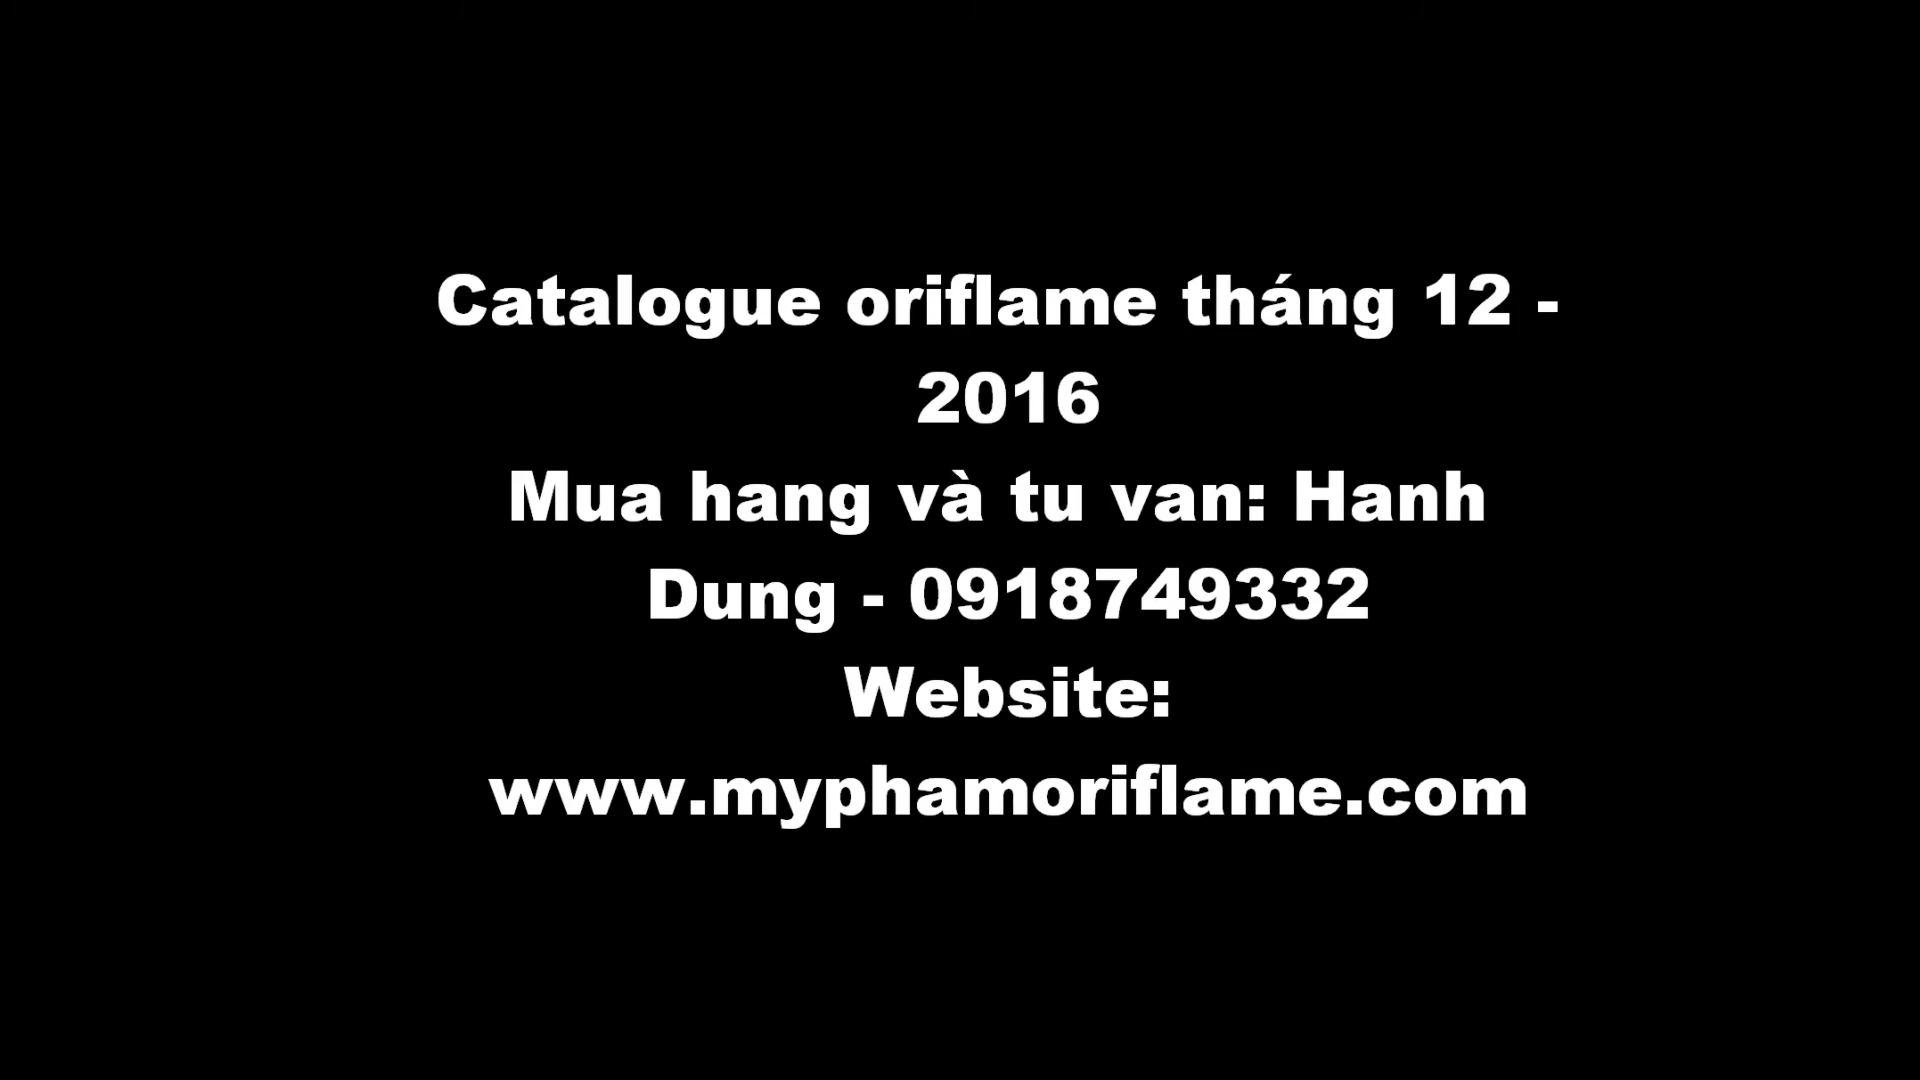 Catalogue oriflame tháng 12 -
2016
Mua hang và tu van: Hanh
Dung - 0918749332
Website:
www.myphamoriflame.com